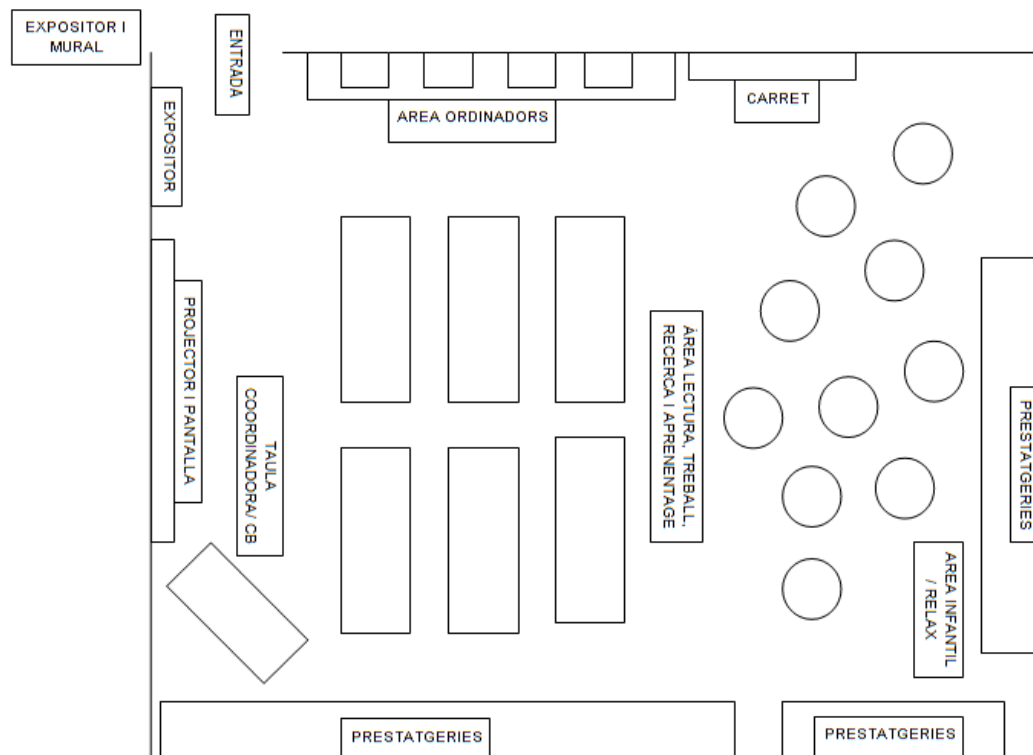 EXPOSITOR I
MURAL
ENTRADA
EXPOSITOR
AREA ORDINADORS
CARRET
PROJECTOR I PANTALLA
TAULA
COORDINADORA/ CB
ÀREA LECTURA, TREBALL,
RECERCA I APRENENTAGE
PRESTATGERIES
AREA INFANTIL
/ RELAX
PRESTATGERIES
PRESTATGERIES